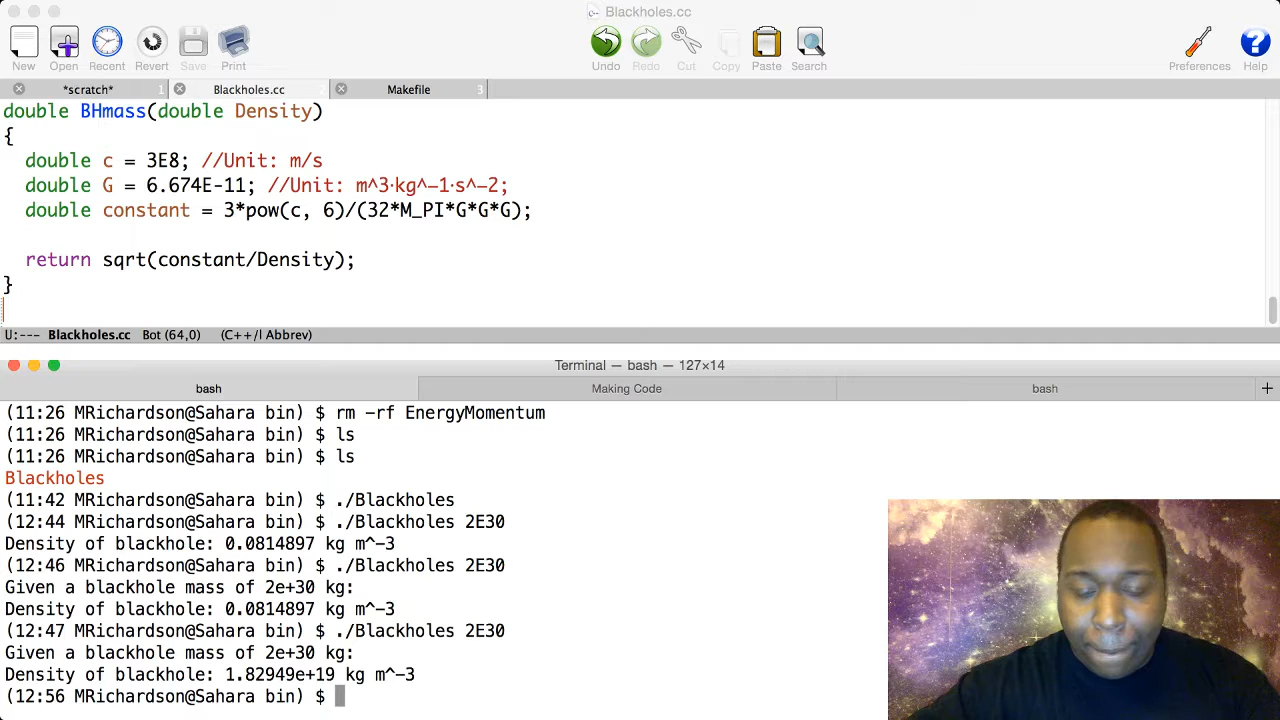 Blackholes.cc
New Open Recent Revert Save Print Undo Redo Cut Copy Paste Search Preferences Help
*scratch* 1 Blackholes.cc 2 Makefile 3
double BHmass(double Density)
{
double c = 3E8; //Unit: m/s
double G = 6.674E-11; //Unit: m^3·kg^-1·s^-2;
double constant = 3*pow(c, 6)/(32*M_PI*G*G*G);
return sqrt(constant/Density);
}
U:--- Blackholes.cc Bot (64,0) (C++/l Abbrev)
Terminal — bash — 127×14
bash Making Code bash +
(11:26 MRichardson@Sahara bin) $ rm -rf EnergyMomentum
(11:26 MRichardson@Sahara bin) $ ls
(11:26 MRichardson@Sahara bin) $ ls
Blackholes
(11:42 MRichardson@Sahara bin) $ ./Blackholes
(12:44 MRichardson@Sahara bin) $ ./Blackholes 2E30
Density of blackhole: 0.0814897 kg m^-3
(12:46 MRichardson@Sahara bin) $ ./Blackholes 2E30
Given a blackhole mass of 2e+30 kg:
Density of blackhole: 0.0814897 kg m^-3
(12:47 MRichardson@Sahara bin) $ ./Blackholes 2E30
Given a blackhole mass of 2e+30 kg:
Density of blackhole: 1.82949e+19 kg m^-3
(12:56 MRichardson@Sahara bin) $